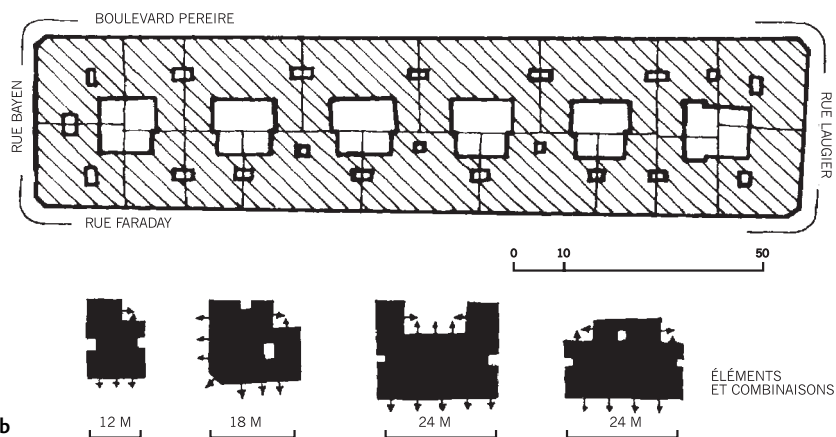 BOULEVARD PEREIRE
RUE BAYEN
RUE LAUGIER
RUE FARADAY
0 10 50
ÉLÉMENTS
ET COMBINAISONS
b
12 M 18 M 24 M 24 M